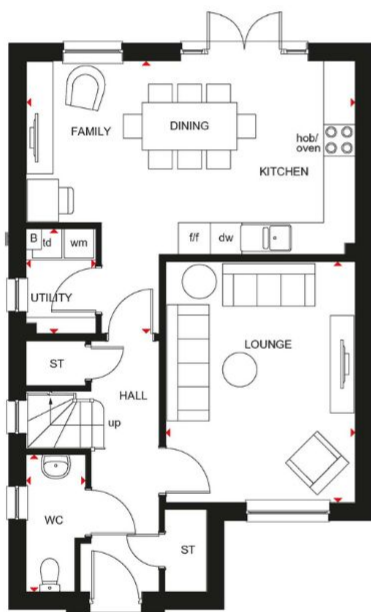 FAMILY
DINING
hob/
oven
KITCHEN
f/f
dw
B
td
wm
UTILITY
LOUNGE
ST
HALL
up
WC
ST